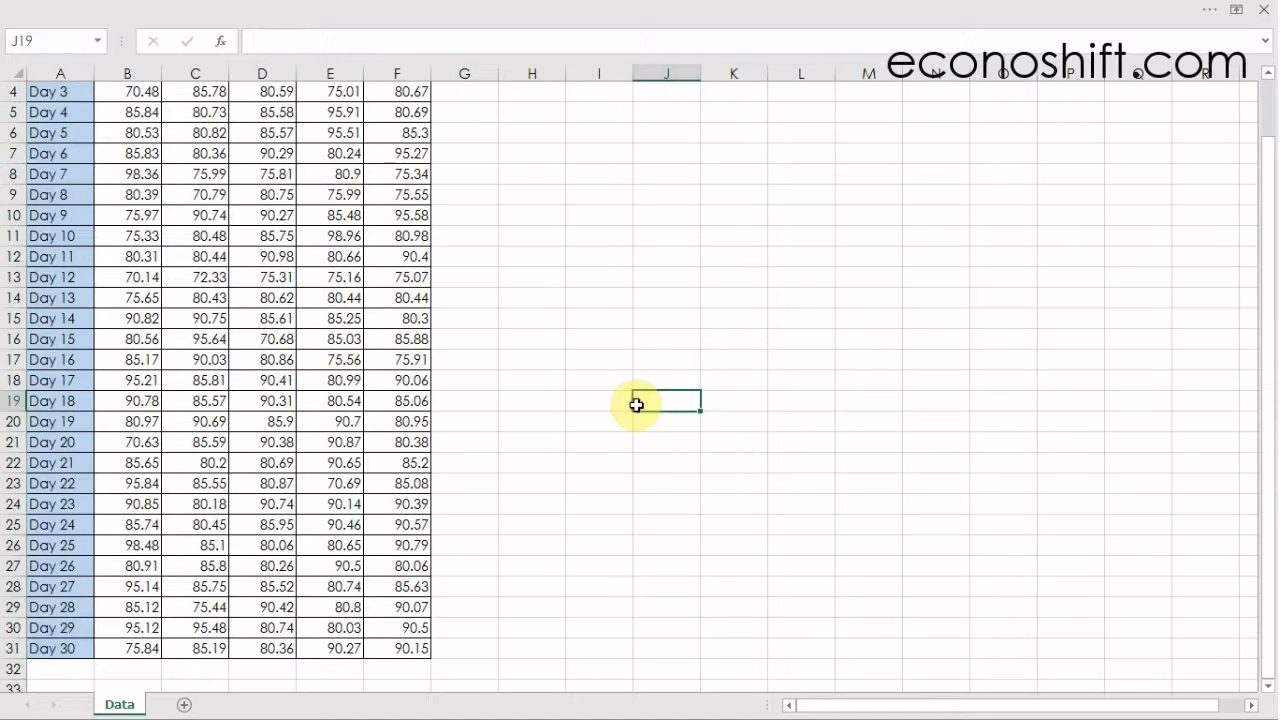 J19
fx
econoshift.com
A B C D E F G H I J K L M N O P Q R
4 Day 3 70.48 85.78 80.59 75.01 80.67
5 Day 4 85.84 80.73 85.58 95.91 80.69
6 Day 5 80.53 80.82 85.57 95.51 85.3
7 Day 6 85.83 80.36 90.29 80.24 95.27
8 Day 7 98.36 75.99 75.81 80.9 75.34
9 Day 8 80.39 70.79 80.75 75.99 75.55
10 Day 9 75.97 90.74 90.27 85.48 95.58
11 Day 10 75.33 80.48 85.75 98.96 80.98
12 Day 11 80.31 80.44 90.98 80.66 90.4
13 Day 12 70.14 72.33 75.31 75.16 75.07
14 Day 13 75.65 80.43 80.62 80.44 80.44
15 Day 14 90.82 90.75 85.61 85.25 80.3
16 Day 15 80.56 95.64 70.68 85.03 85.88
17 Day 16 85.17 90.03 80.86 75.56 75.91
18 Day 17 95.21 85.81 90.41 80.99 90.06
19 Day 18 90.78 85.57 90.31 80.54 85.06
20 Day 19 80.97 90.69 85.9 90.7 80.95
21 Day 20 70.63 85.59 90.38 90.87 80.38
22 Day 21 85.65 80.2 80.69 90.65 85.2
23 Day 22 95.84 85.55 80.87 70.69 85.08
24 Day 23 90.85 80.18 90.74 90.14 90.39
25 Day 24 85.74 80.45 85.95 90.46 90.57
26 Day 25 98.48 85.1 80.06 80.65 90.79
27 Day 26 80.91 85.8 80.26 90.5 80.06
28 Day 27 95.14 85.75 85.52 80.74 85.63
29 Day 28 85.12 75.44 90.42 80.8 90.07
30 Day 29 95.12 95.48 80.74 80.03 90.5
31 Day 30 75.84 85.19 80.36 90.27 90.15
32
33
Data